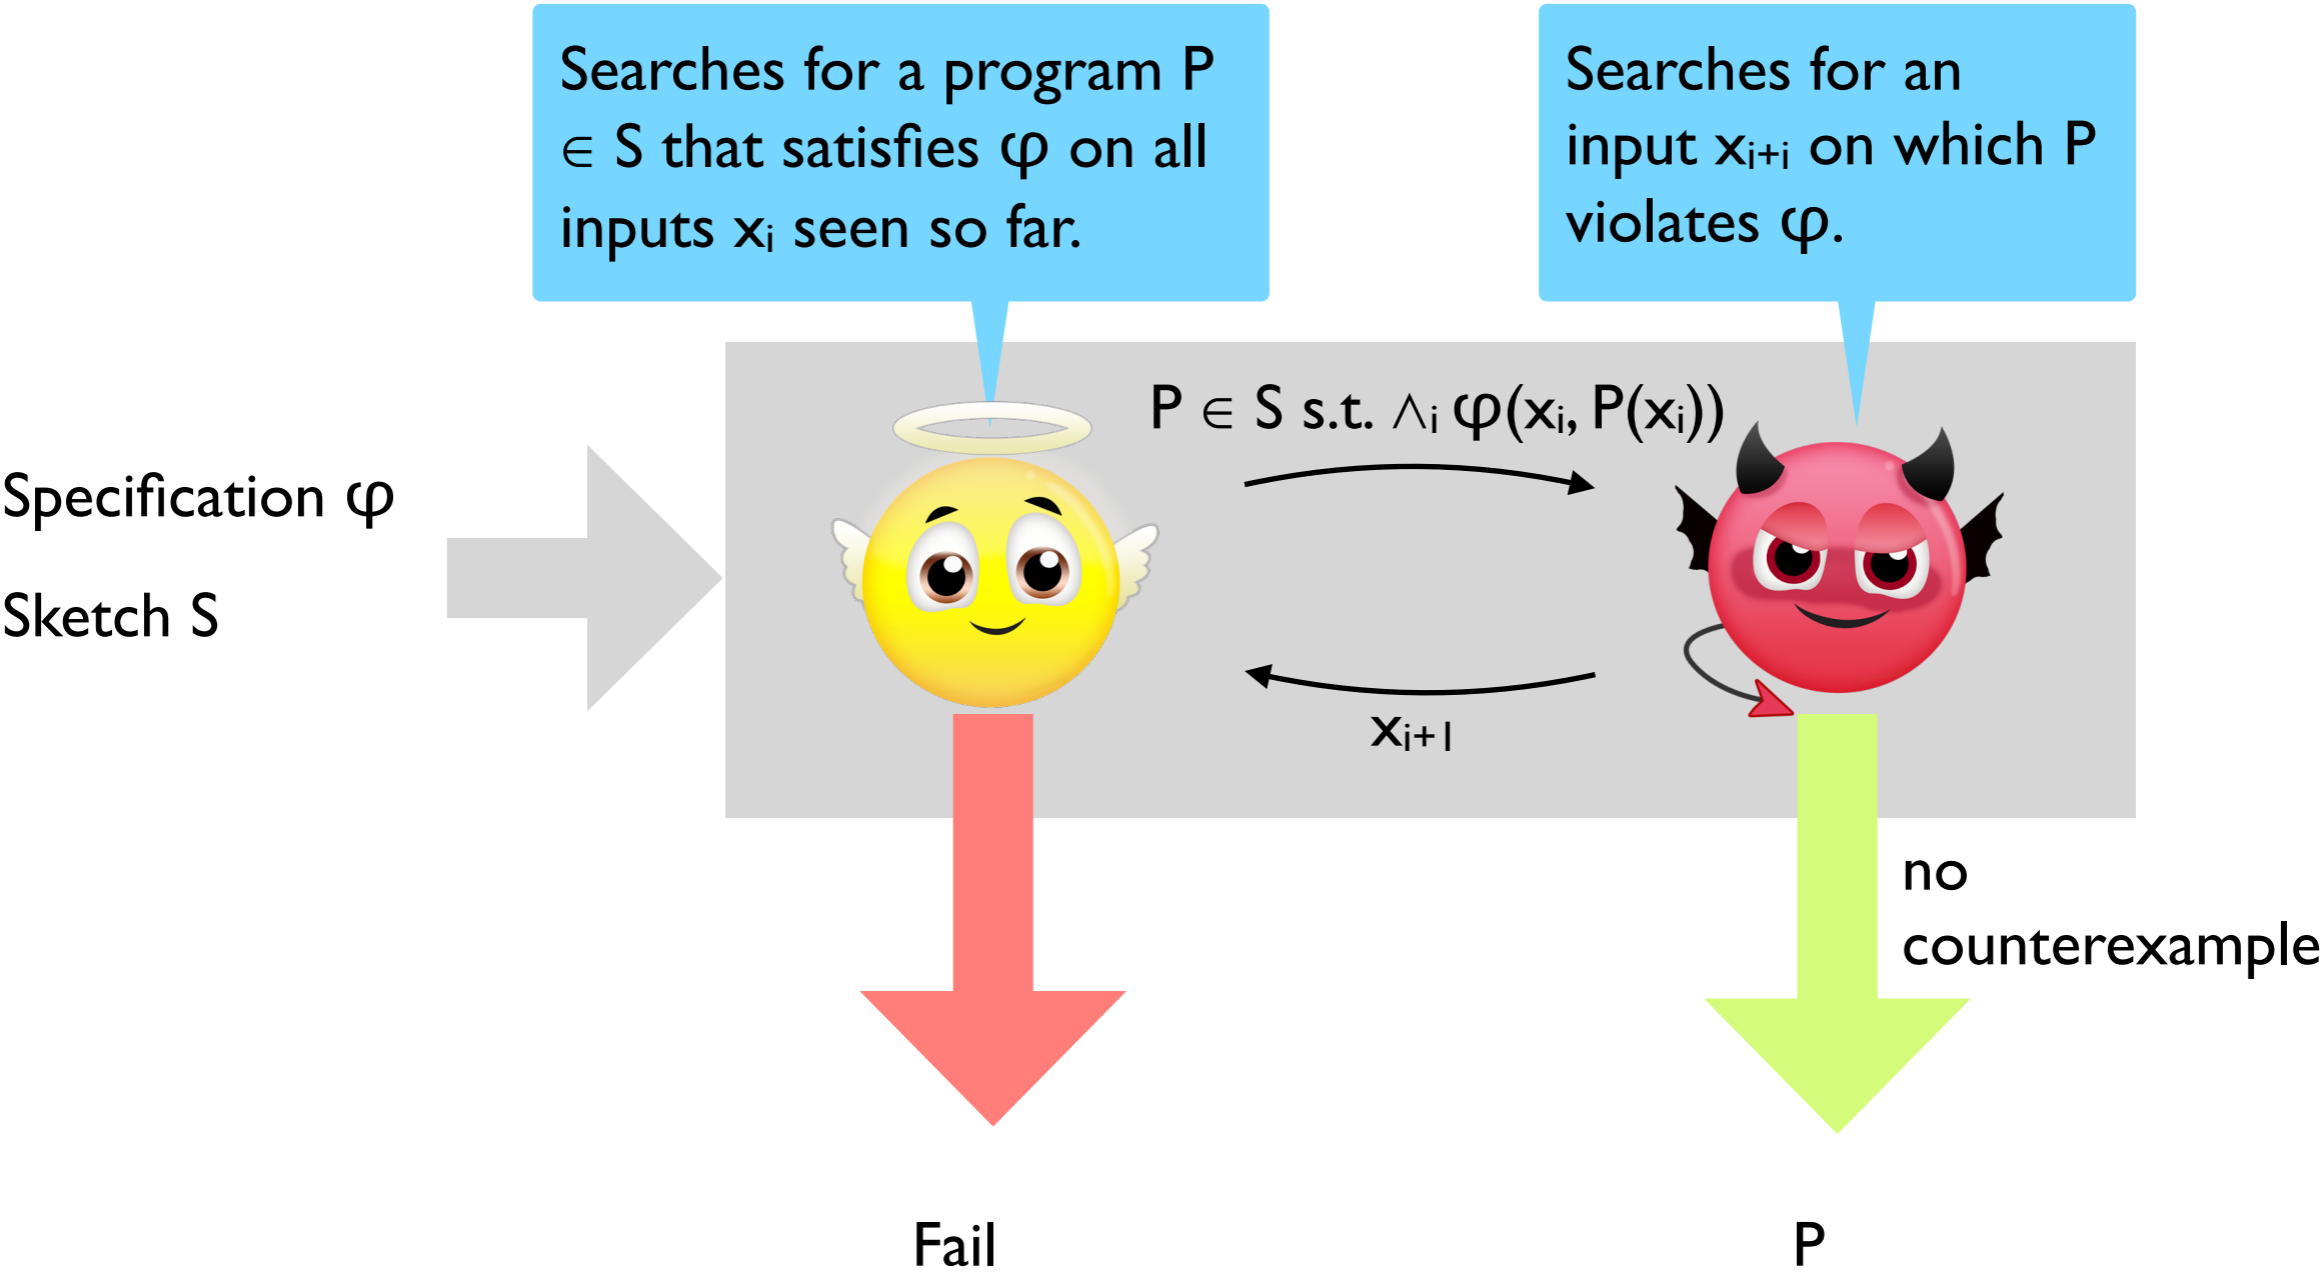 Searches for a program P
∈ S that satisfies φ on all
inputs xᵢ seen so far.
Searches for an
input xᵢ₊ᵢ on which P
violates φ.
P ∈ S s.t. ∧ᵢ φ(xᵢ, P(xᵢ))
Specification φ
Sketch S
xᵢ₊₁
no
counterexample
Fail
P